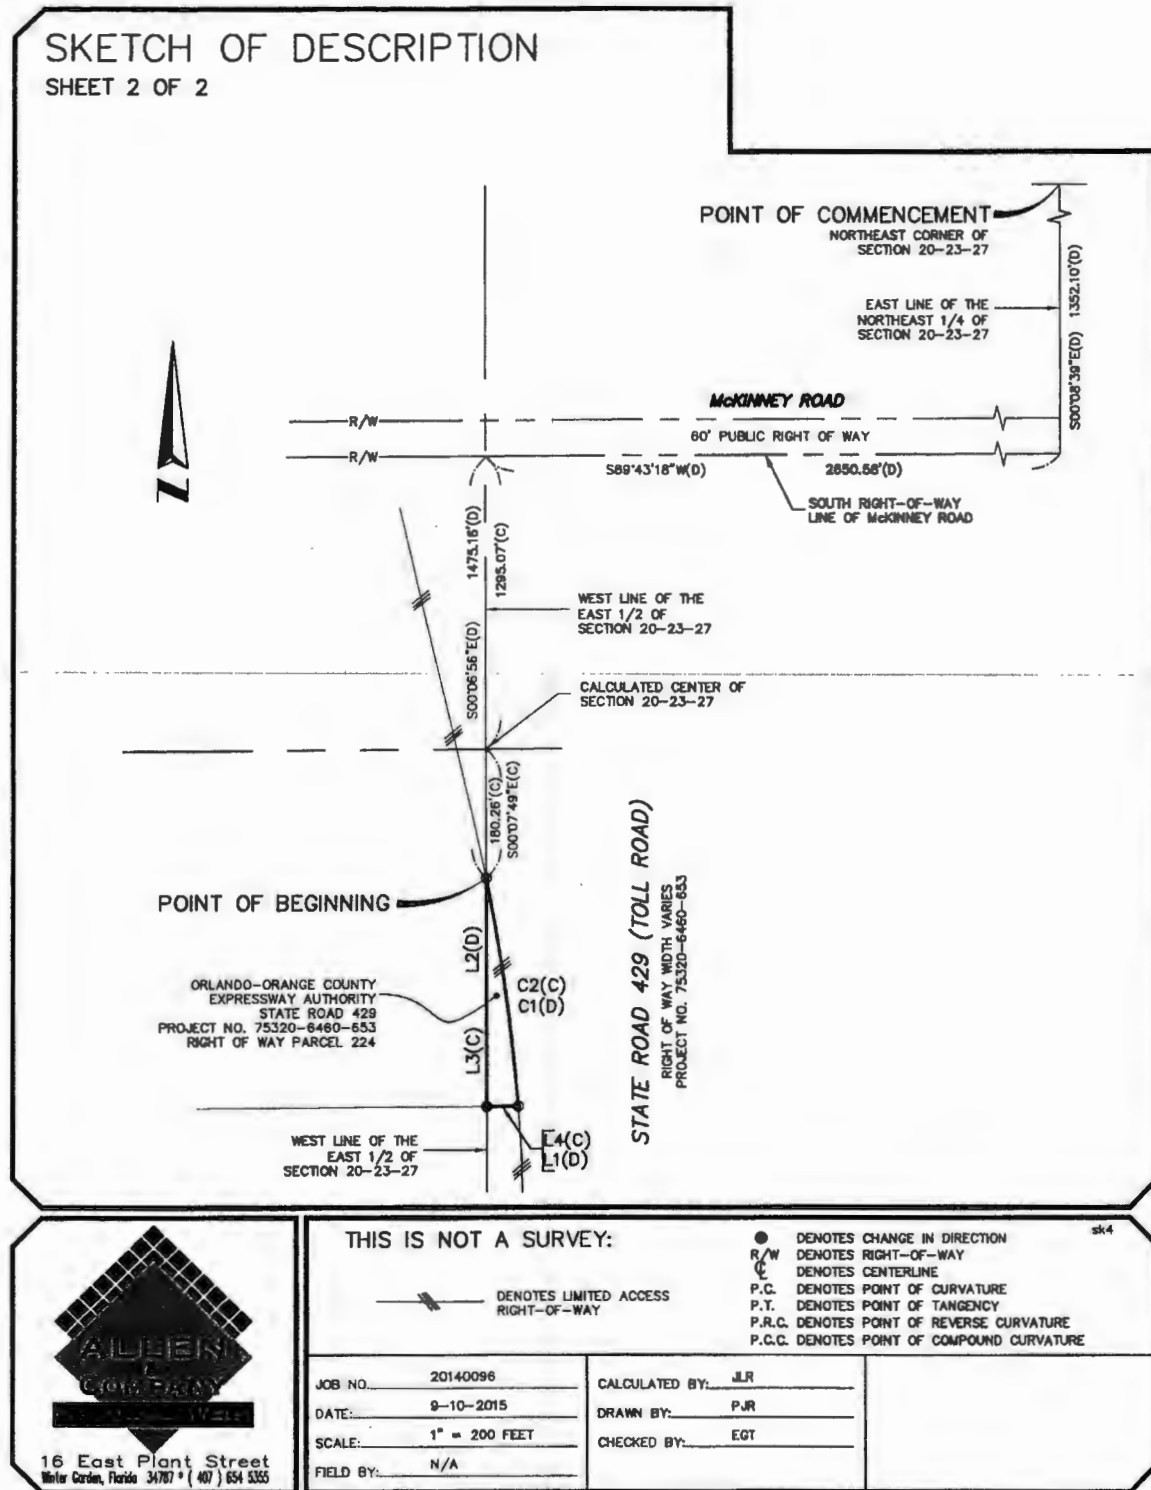 SKETCH OF DESCRIPTION
SHEET 2 OF 2
POINT OF COMMENCEMENT
NORTHEAST CORNER OF
SECTION 20-23-27
EAST LINE OF THE
NORTHEAST 1/4 OF
SECTION 20-23-27
S00°08'39"E(D) 1352.10'(D)
McKINNEY ROAD
R/W
60' PUBLIC RIGHT OF WAY
R/W
S89°43'18"W(D) 2650.56'(D)
SOUTH RIGHT-OF-WAY
LINE OF McKINNEY ROAD
N
1475.16'(D)
1295.07'(C)
S00°06'56"E(D)
WEST LINE OF THE
EAST 1/2 OF
SECTION 20-23-27
CALCULATED CENTER OF
SECTION 20-23-27
180.26'(C)
S00°07'49"E(C)
POINT OF BEGINNING
L2(D)
L3(C)
C2(C)
C1(D)
ORLANDO-ORANGE COUNTY
EXPRESSWAY AUTHORITY
STATE ROAD 429
PROJECT NO. 75320-6460-653
RIGHT OF WAY PARCEL 224
STATE ROAD 429 (TOLL ROAD)
RIGHT OF WAY WIDTH VARIES
PROJECT NO. 75320-6460-653
WEST LINE OF THE
EAST 1/2 OF
SECTION 20-23-27
L4(C)
L1(D)
THIS IS NOT A SURVEY:
DENOTES LIMITED ACCESS
RIGHT-OF-WAY
sk4
● DENOTES CHANGE IN DIRECTION
R/W DENOTES RIGHT-OF-WAY
℄ DENOTES CENTERLINE
P.C. DENOTES POINT OF CURVATURE
P.T. DENOTES POINT OF TANGENCY
P.R.C. DENOTES POINT OF REVERSE CURVATURE
P.C.C. DENOTES POINT OF COMPOUND CURVATURE
ALLEN
&
COMPANY
16 East Plant Street
Winter Garden, Florida 34787 * ( 407 ) 654 5355
JOB NO. 20140096
DATE: 9-10-2015
SCALE: 1" = 200 FEET
FIELD BY: N/A
CALCULATED BY: JLR
DRAWN BY: PJR
CHECKED BY: EGT